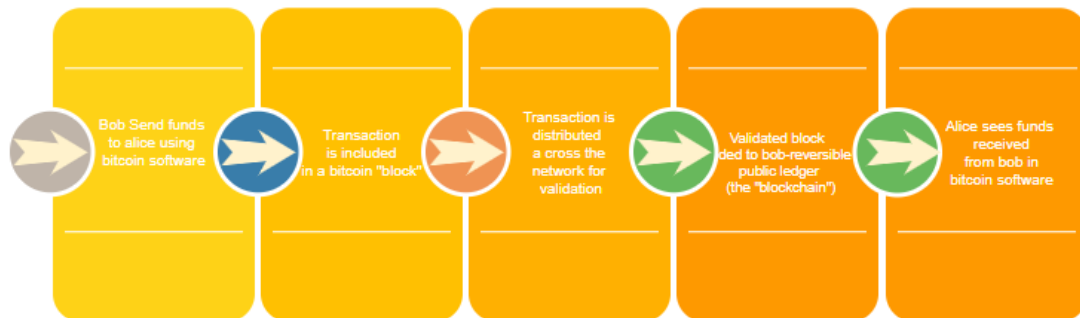 Bob Send funds
to alice using
bitcoin software
Transaction
is included
in a bitcoin "block"
Transaction is
distributed
a cross the
network for
validation
Validated block
ded to bob-reversible
public ledger
(the "blockchain")
Alice sees funds
received
from bob in
bitcoin software